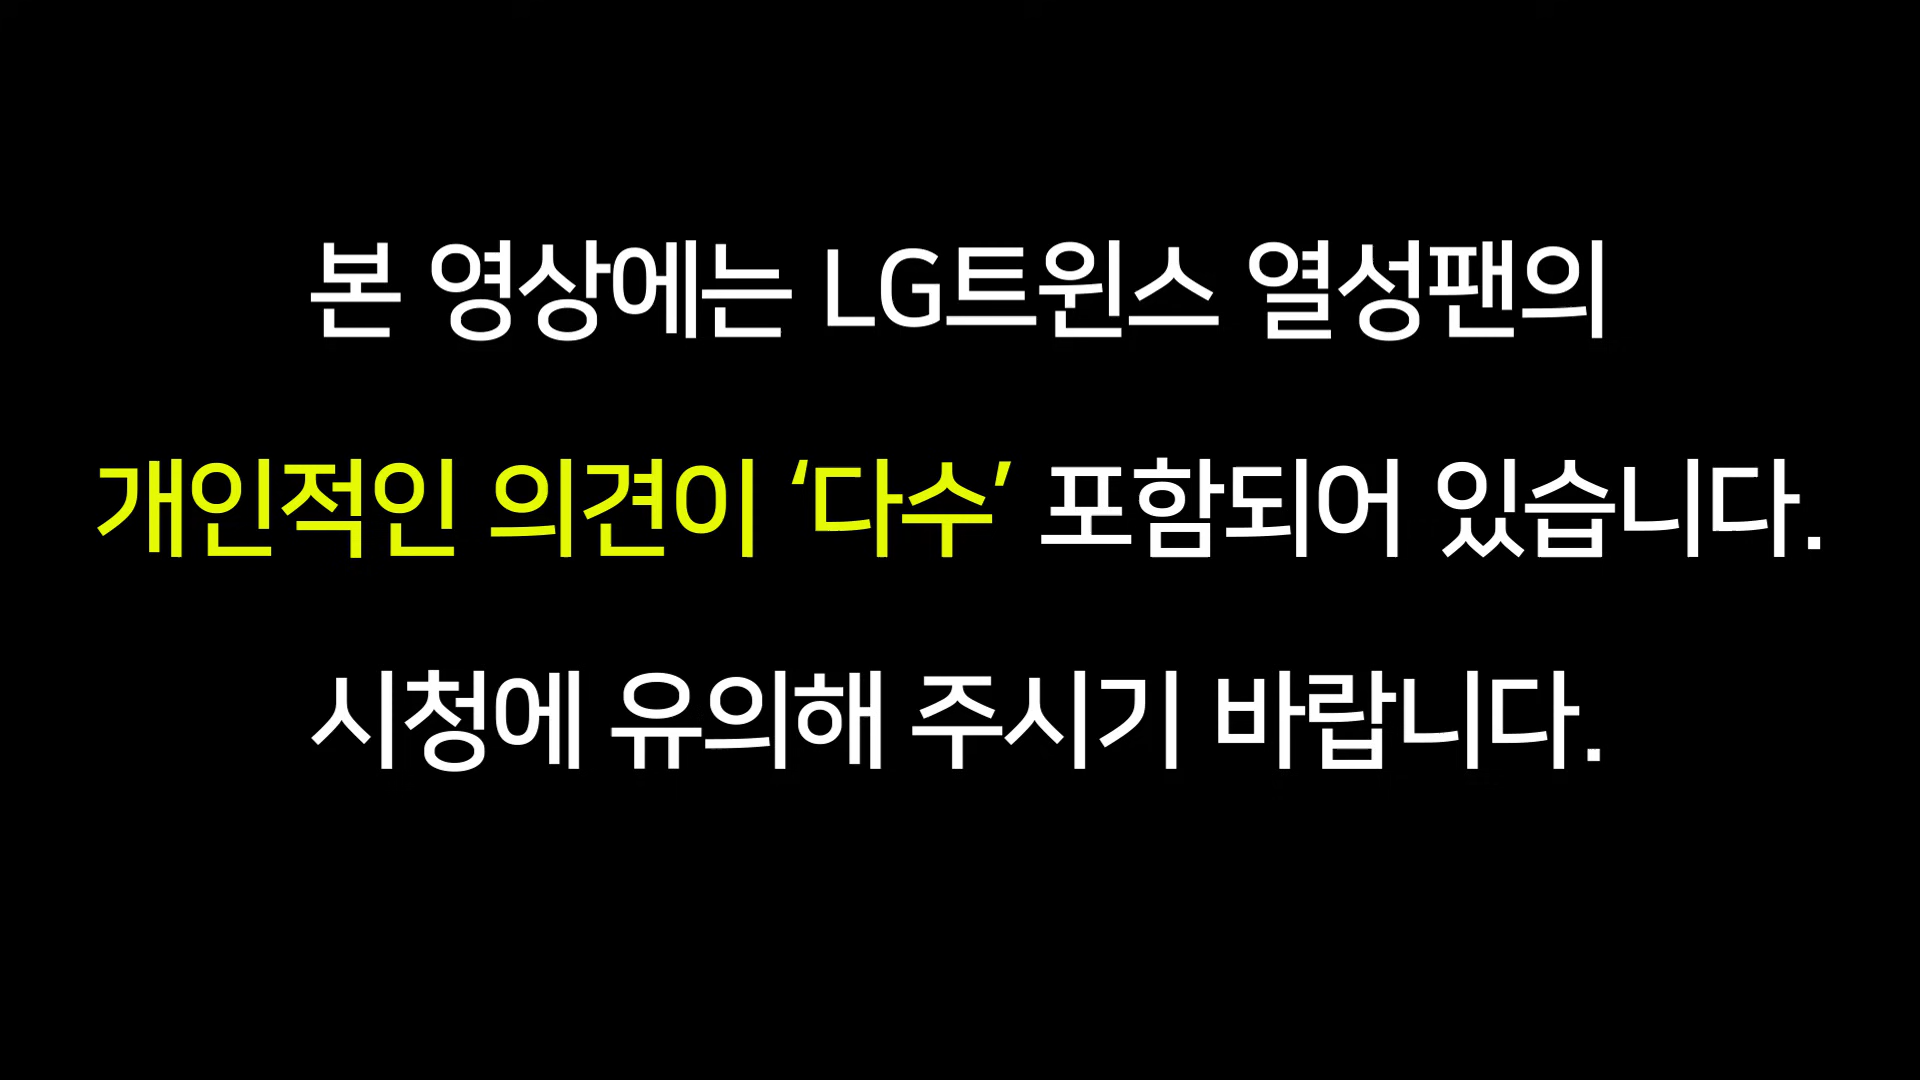 본 영상에는 LG트윈스 열성팬의
개인적인 의견이 ‘다수’ 포함되어 있습니다.
시청에 유의해 주시기 바랍니다.